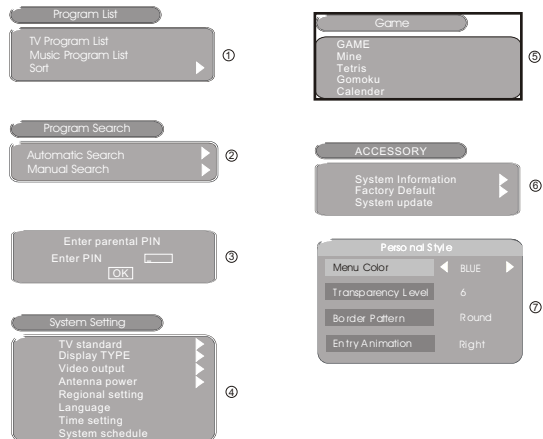 Program List
TV Program List
Music Program List
Sort
①
Program Search
Automatic Search
Manual Search
②
Enter parental PIN
Enter PIN _
OK
③
System Setting
TV standard
Display TYPE
Video output
Antenna power
Regional setting
Language
Time setting
System schedule
④
Game
GAME
Mine
Tetris
Gomoku
Calender
⑤
ACCESSORY
System Information
Factory Default
System update
⑥
Personal Style
Menu Color BLUE
Transparency Level 6
Border Pattern Round
Entry Animation Right
⑦